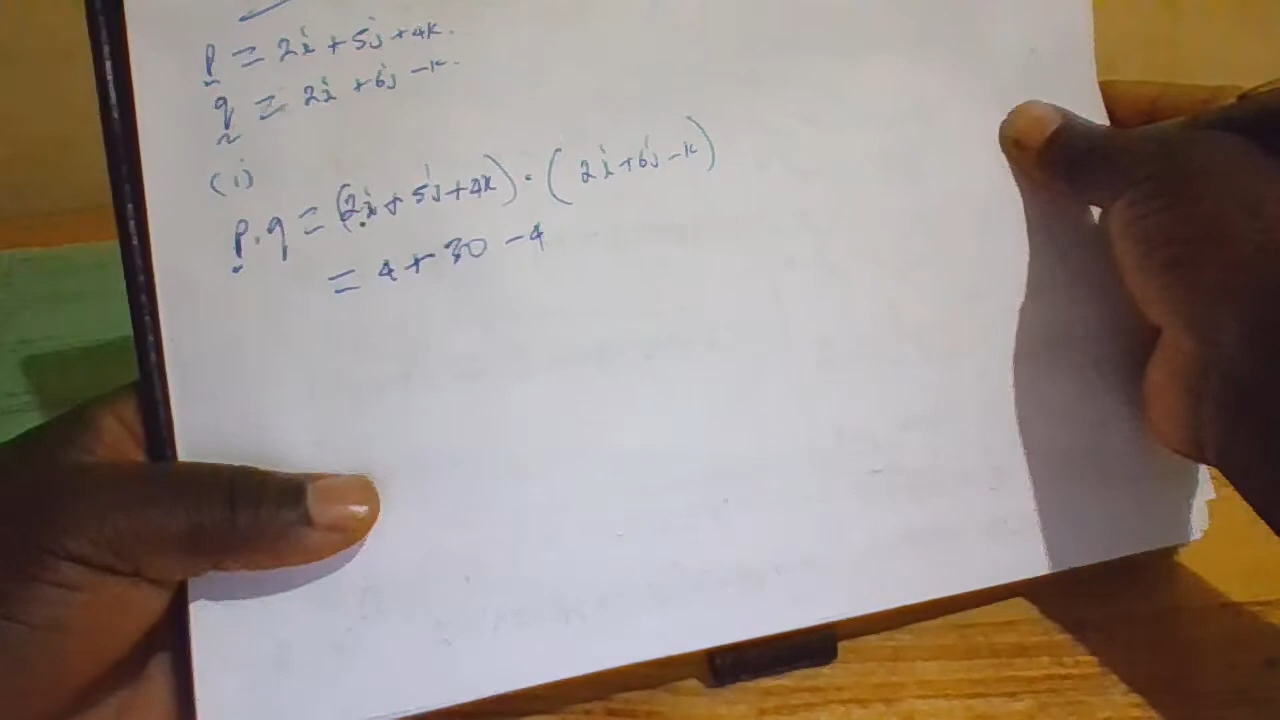 p = 2i + 5j + 4k.
q = 2i + 6j - k.
(i)
p . q = (2i + 5j + 4k) . (2i + 6j - k)
= 4 + 30 - 4